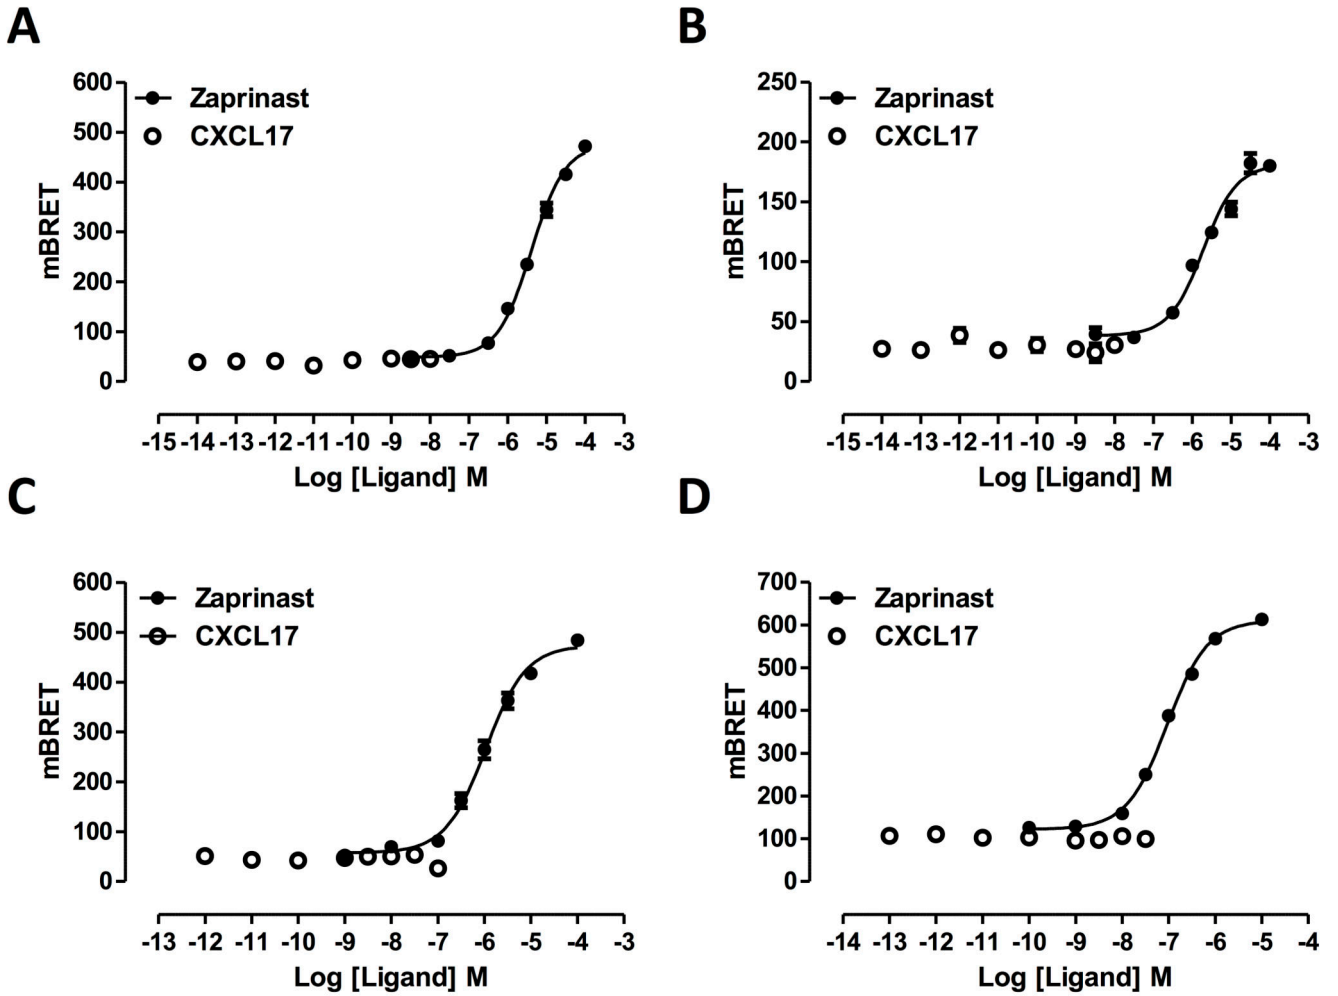 A
600
500
400
300
200
100
0
mBRET
Zaprinast
CXCL17
-15 -14 -13 -12 -11 -10 -9 -8 -7 -6 -5 -4 -3
Log [Ligand] M
B
250
200
150
100
50
0
mBRET
Zaprinast
CXCL17
-15 -14 -13 -12 -11 -10 -9 -8 -7 -6 -5 -4 -3
Log [Ligand] M
C
600
500
400
300
200
100
0
mBRET
Zaprinast
CXCL17
-13 -12 -11 -10 -9 -8 -7 -6 -5 -4 -3
Log [Ligand] M
D
700
600
500
400
300
200
100
0
mBRET
Zaprinast
CXCL17
-14 -13 -12 -11 -10 -9 -8 -7 -6 -5 -4
Log [Ligand] M